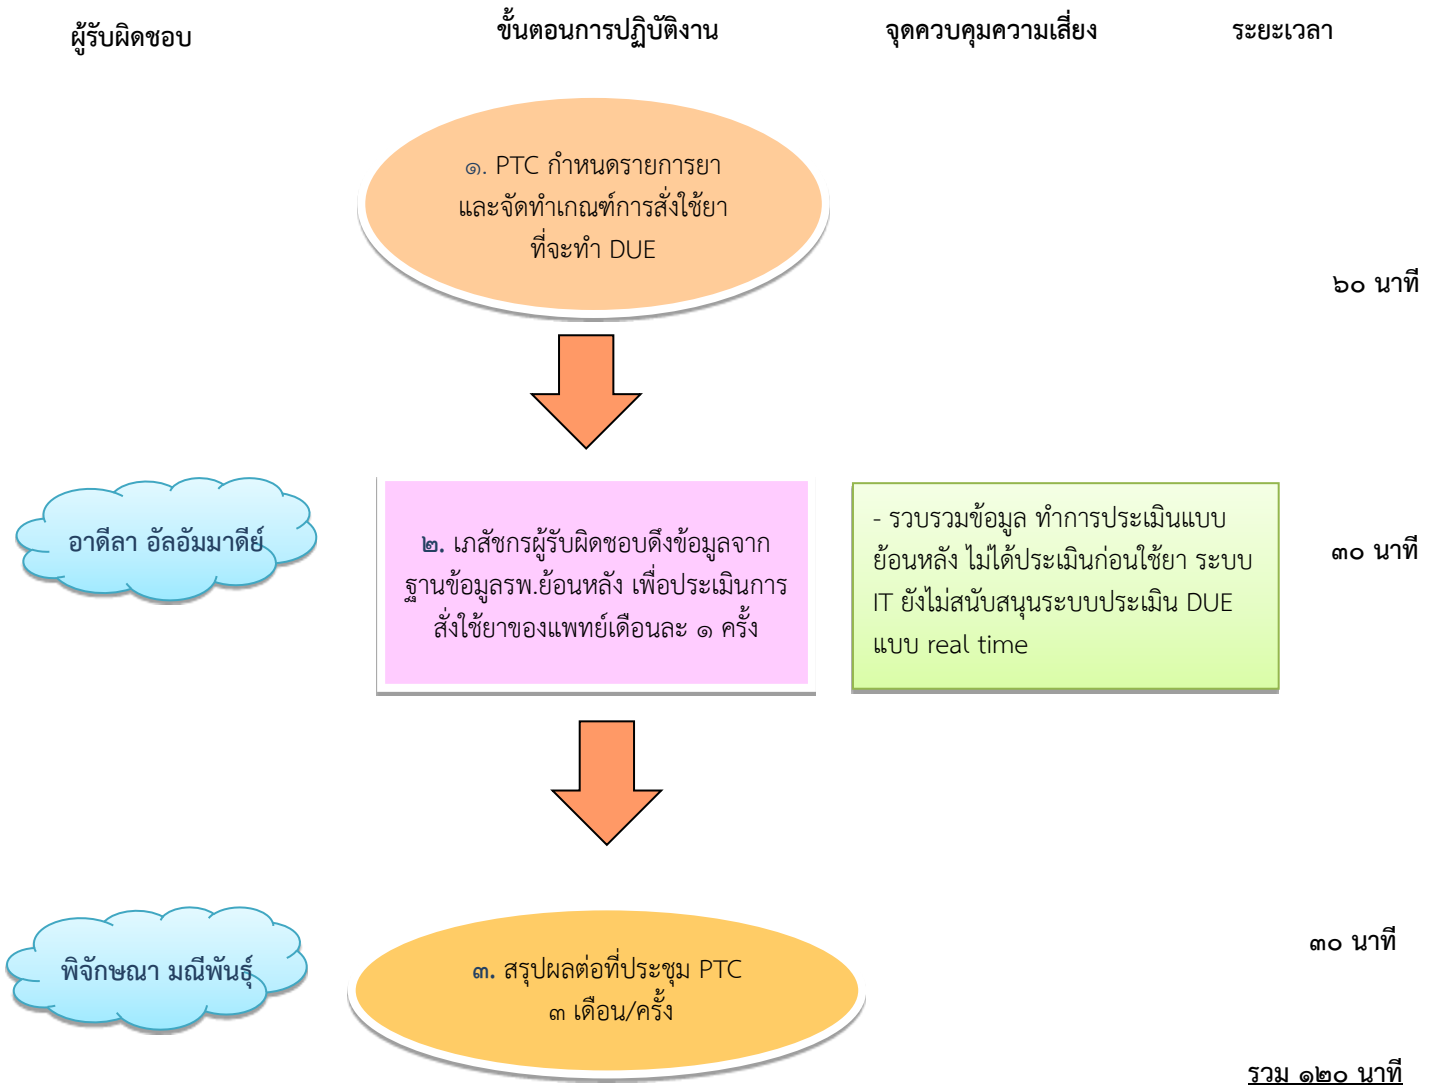 ผู้รับผิดชอบ
ขั้นตอนการปฏิบัติงาน
จุดควบคุมความเสี่ยง
ระยะเวลา
๑. PTC กำหนดรายการยา
และจัดทำเกณฑ์การสั่งใช้ยา
ที่จะทำ DUE
๖๐ นาที
อาดีลา อัลอัมมาดีย์
๒. เภสัชกรผู้รับผิดชอบดึงข้อมูลจาก
ฐานข้อมูลรพ.ย้อนหลัง เพื่อประเมินการ
สั่งใช้ยาของแพทย์เดือนละ ๑ ครั้ง
- รวบรวมข้อมูล ทำการประเมินแบบ
ย้อนหลัง ไม่ได้ประเมินก่อนใช้ยา ระบบ
IT ยังไม่สนับสนุนระบบประเมิน DUE
แบบ real time
๓๐ นาที
พิจักษณา มณีพันธุ์
๓. สรุปผลต่อที่ประชุม PTC
๓ เดือน/ครั้ง
๓๐ นาที
รวม ๑๒๐ นาที